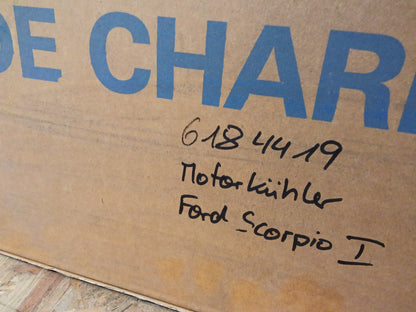 DE CHAR
6184419
Motorkühler
Ford Scorpio I